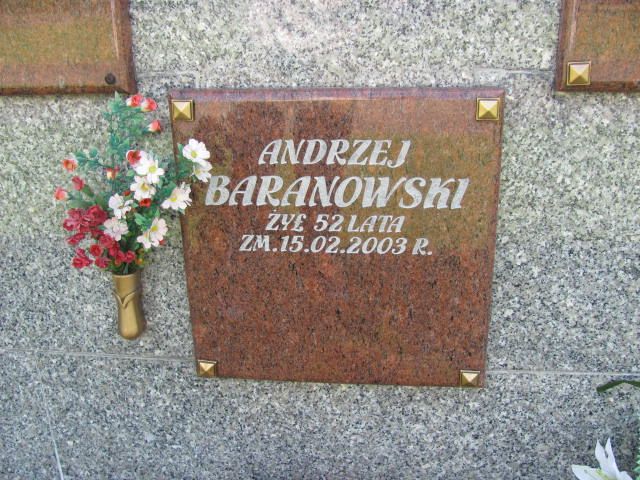 ANDRZEJ
BARANOWSKI
ŻYŁ 52 LATA
ZM. 15.02.2003 R.